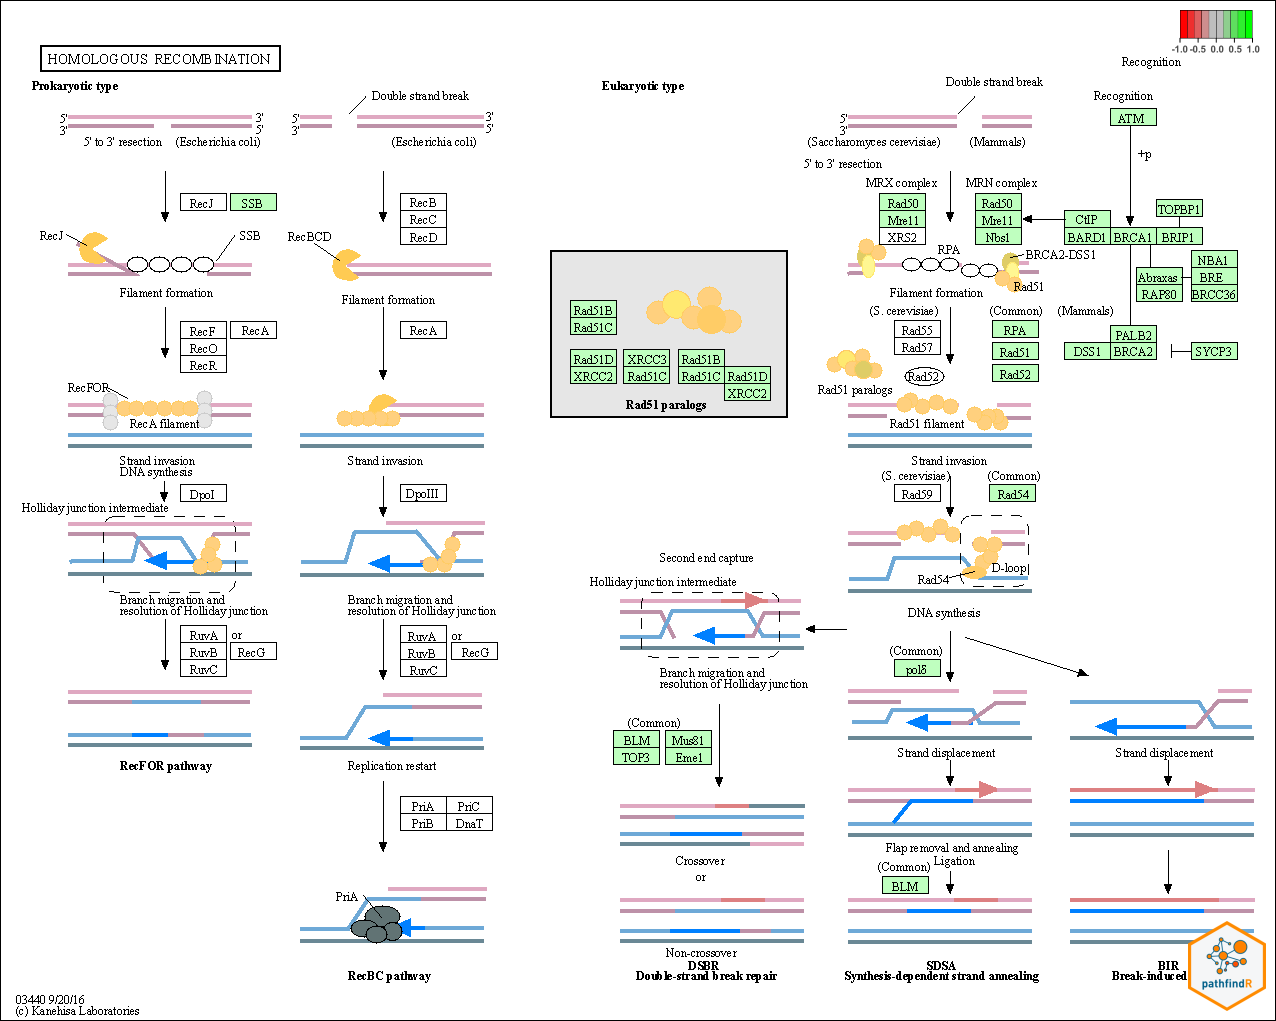 -1.0 -0.5 0.0 0.5 1.0
Recognition
HOMOLOGOUS RECOMBINATION
Prokaryotic type
5'
3'
3'
5'
5' to 3' resection
(Escherichia coli)
RecJ
SSB
RecJ
SSB
Filament formation
RecF
RecA
RecO
RecR
RecFOR
RecA filament
Strand invasion
DNA synthesis
DpoI
Holliday junction intermediate
Branch migration and
resolution of Holliday junction
RuvA
or
RuvB
RecG
RuvC
RecFOR pathway
Double strand break
5'
3'
3'
5'
(Escherichia coli)
RecB
RecC
RecD
RecBCD
Filament formation
RecA
Strand invasion
DpoIII
Branch migration and
resolution of Holliday junction
RuvA
or
RuvB
RecG
RuvC
Replication restart
PriA
PriC
PriB
DnaT
PriA
RecBC pathway
Eukaryotic type
Double strand break
5'
3'
(Saccharomyces cerevisiae)
(Mammals)
5' to 3' resection
MRX complex
Rad50
Mre11
XRS2
MRN complex
Rad50
Mre11
Nbs1
Recognition
ATM
+p
CtIP
TOPBP1
BARD1
BRCA1
BRIP1
NBA1
Abraxas
BRE
RAP80
BRCC36
RPA
BRCA2-DSS1
Rad51
Filament formation
(S. cerevisiae)
Rad55
Rad57
Rad52
(Common)
RPA
Rad51
Rad52
(Mammals)
PALB2
DSS1
BRCA2
SYCP3
Rad51 paralogs
Rad51 filament
Rad51B
Rad51C
Rad51D
XRCC2
XRCC3
Rad51C
Rad51B
Rad51C
Rad51D
XRCC2
Rad51 paralogs
Strand invasion
(S. cerevisiae)
Rad59
(Common)
Rad54
Rad54
D-loop
DNA synthesis
Second end capture
Holliday junction intermediate
Branch migration and
resolution of Holliday junction
(Common)
BLM
TOP3
Mus81
Eme1
Crossover
or
Non-crossover
DSBR
Double-strand break repair
(Common)
polδ
Strand displacement
Flap removal and annealing
Ligation
(Common)
BLM
SDSA
Synthesis-dependent strand annealing
Strand displacement
BIR
Break-induced
pathfindR
03440 9/20/16
(c) Kanehisa Laboratories